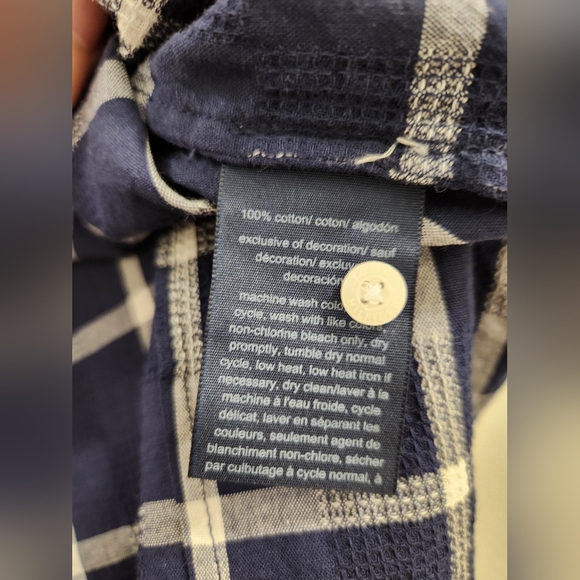 100% cotton/ coton/ algodón
exclusive of decoration/ sauf
décoration/ exclu
decoración
machine wash
cycle, wash with like
non-chlorine bleach only, dry
promptly, tumble dry normal
cycle, low heat, low heat iron if
necessary, dry clean/laver à la
machine à l'eau froide, cycle
délicat, laver en séparant les
couleurs, seulement agent de
blanchiment non-chlore, sécher
par culbutage à cycle normal, à